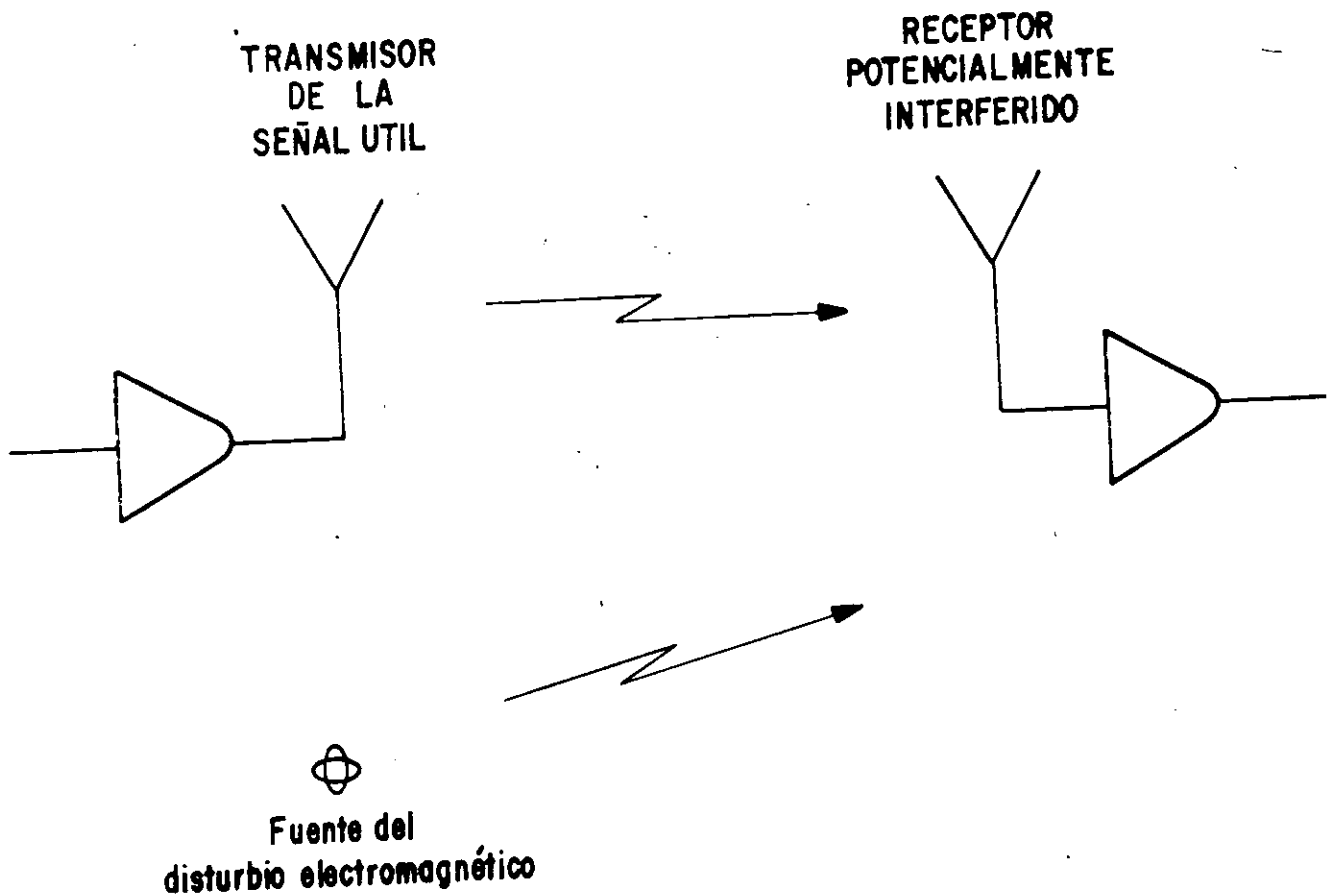 TRANSMISOR
DE LA
SEÑAL UTIL
RECEPTOR
POTENCIALMENTE
INTERFERIDO
Fuente del
disturbio electromagnético